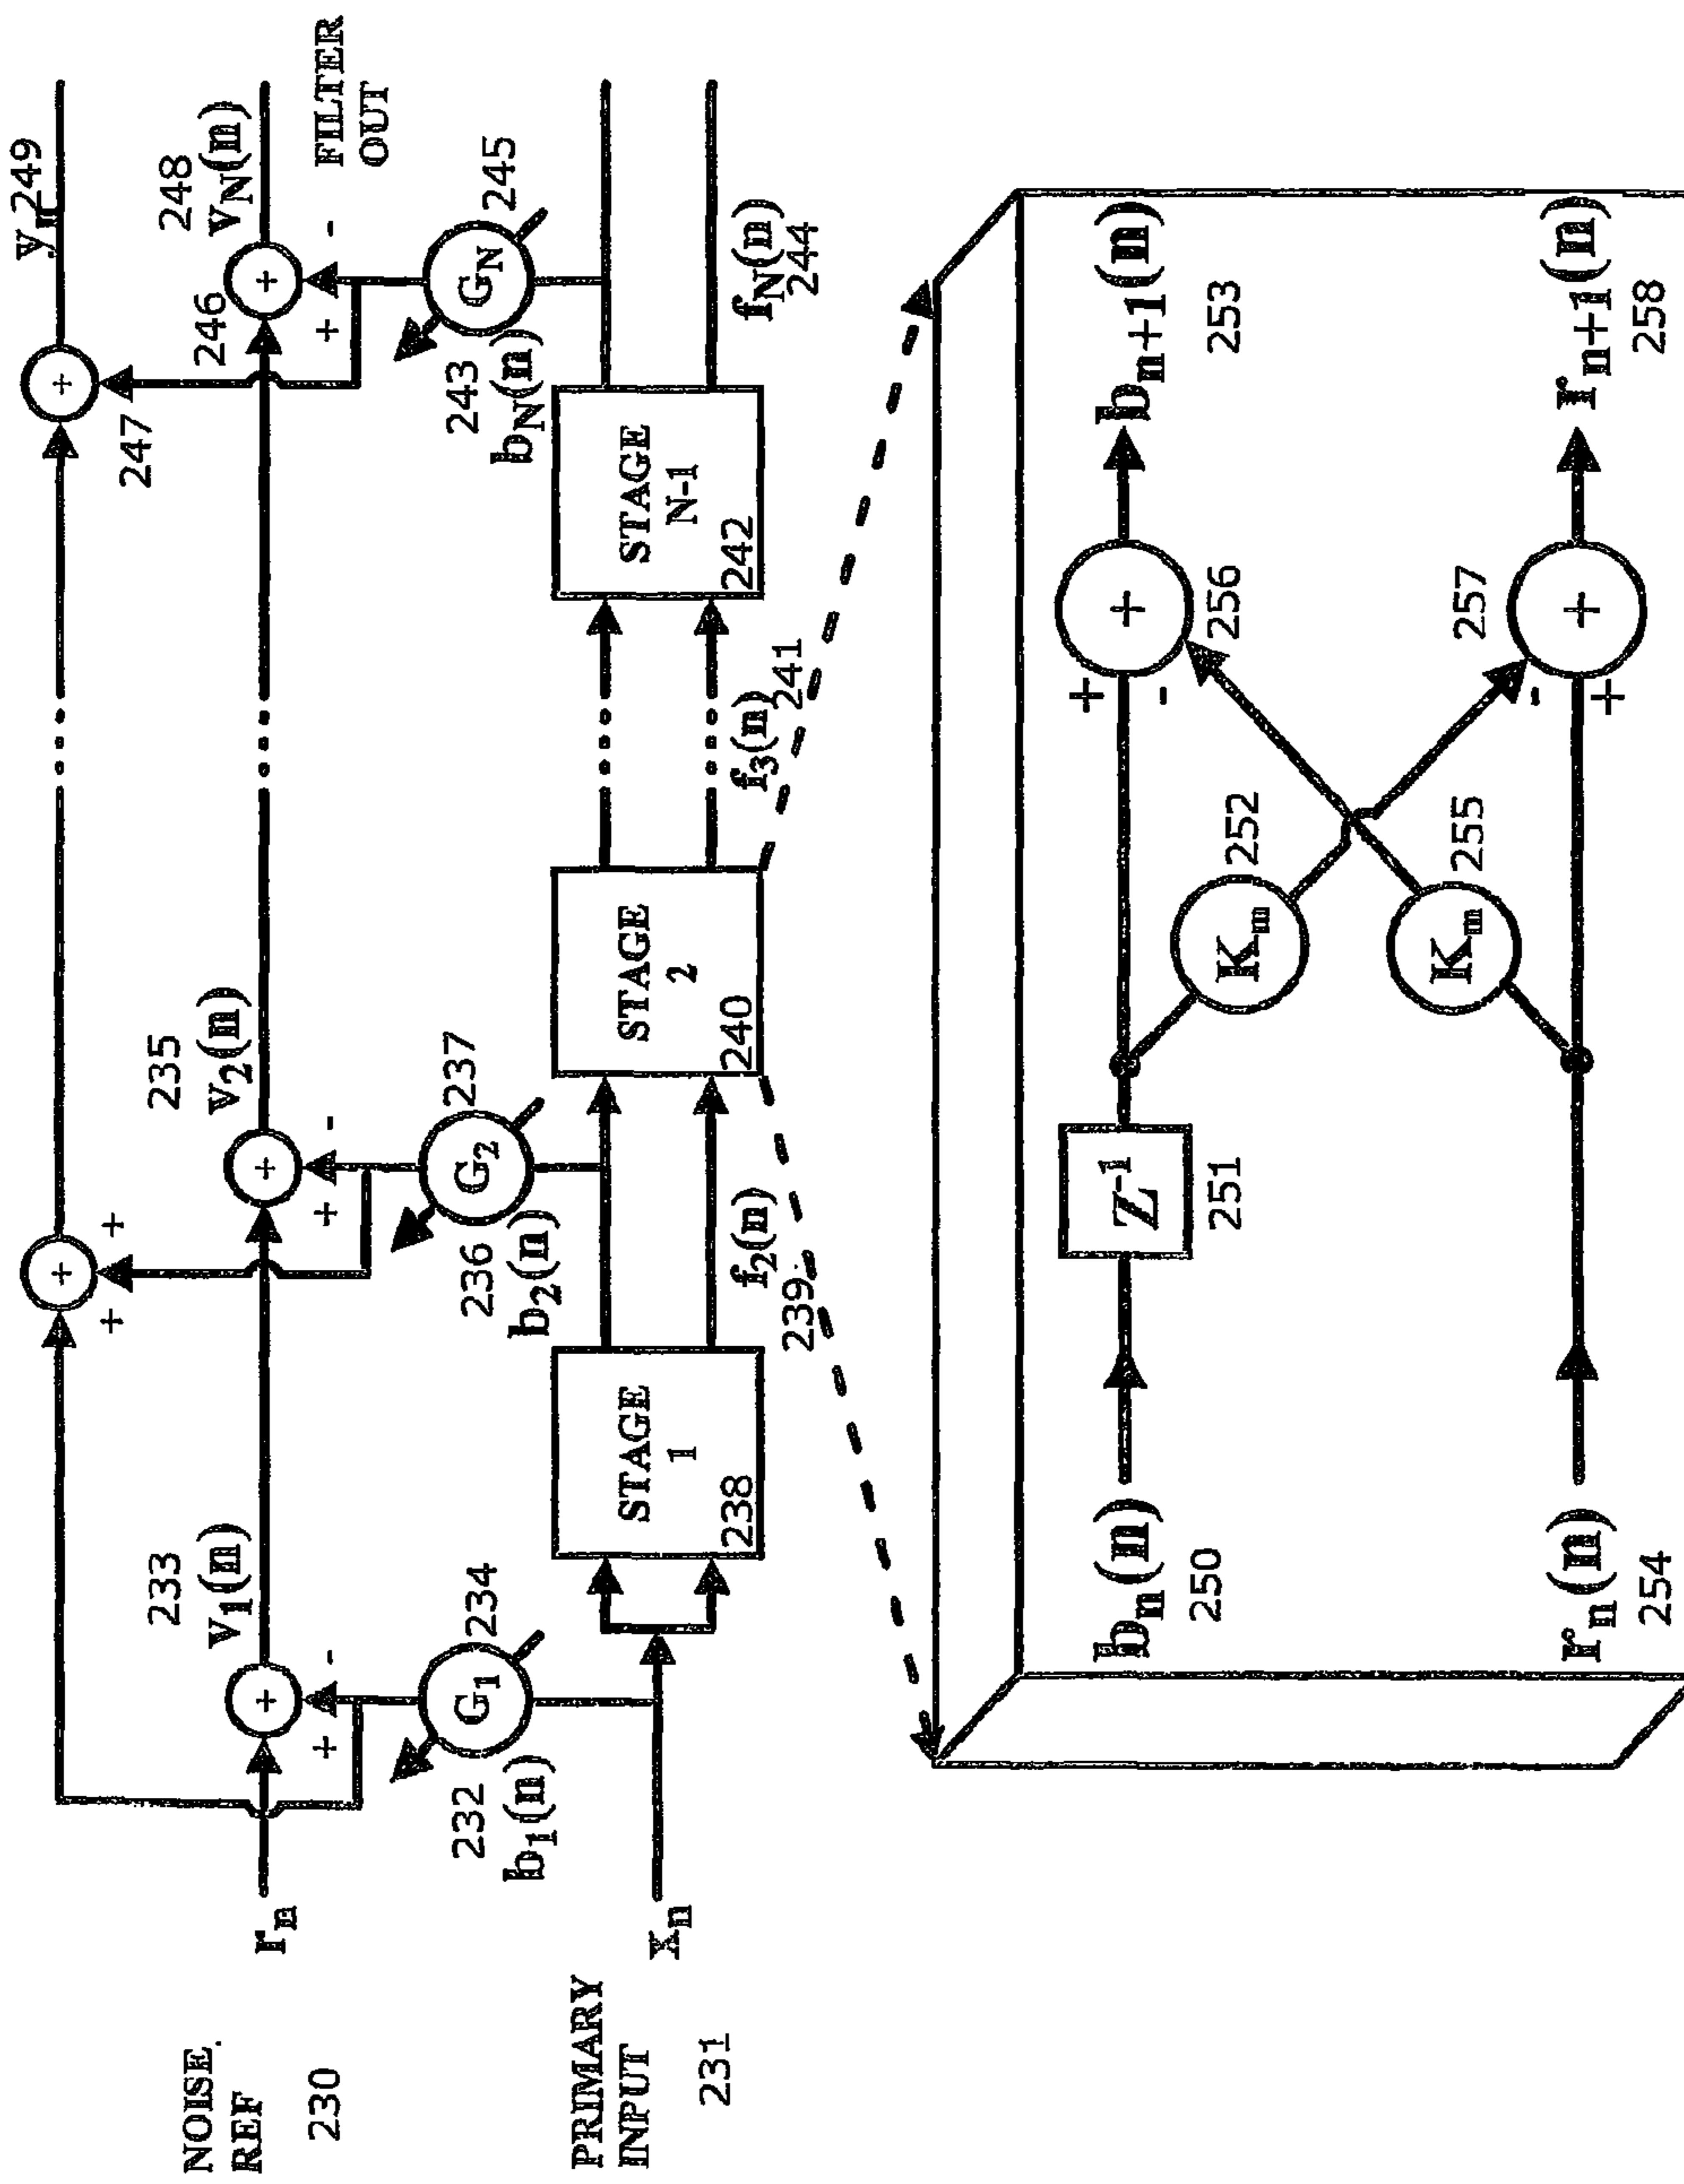 NOISE
REF
230
r_n
PRIMARY
INPUT
231
x_n
y_n 249
233
V_1(n)
235
V_2(n)
247
246
248
V_N(n)
FILTER
OUT
+
+
+
+
+
+
-
+
+
-
+
+
-
232
b_1(n)
G_1
234
236
b_2(n)
G_2
237
243
b_N(n)
G_N
245
STAGE
1
238
STAGE
2
240
STAGE
N-1
242
f_2(n)
239
f_3(n)
241
f_N(n)
244
b_n(n)
250
Z^-1
251
K_m
252
+
-
+
256
b_n+1(n)
253
r_n(n)
254
K_m
255
-
+
+
257
r_n+1(n)
258